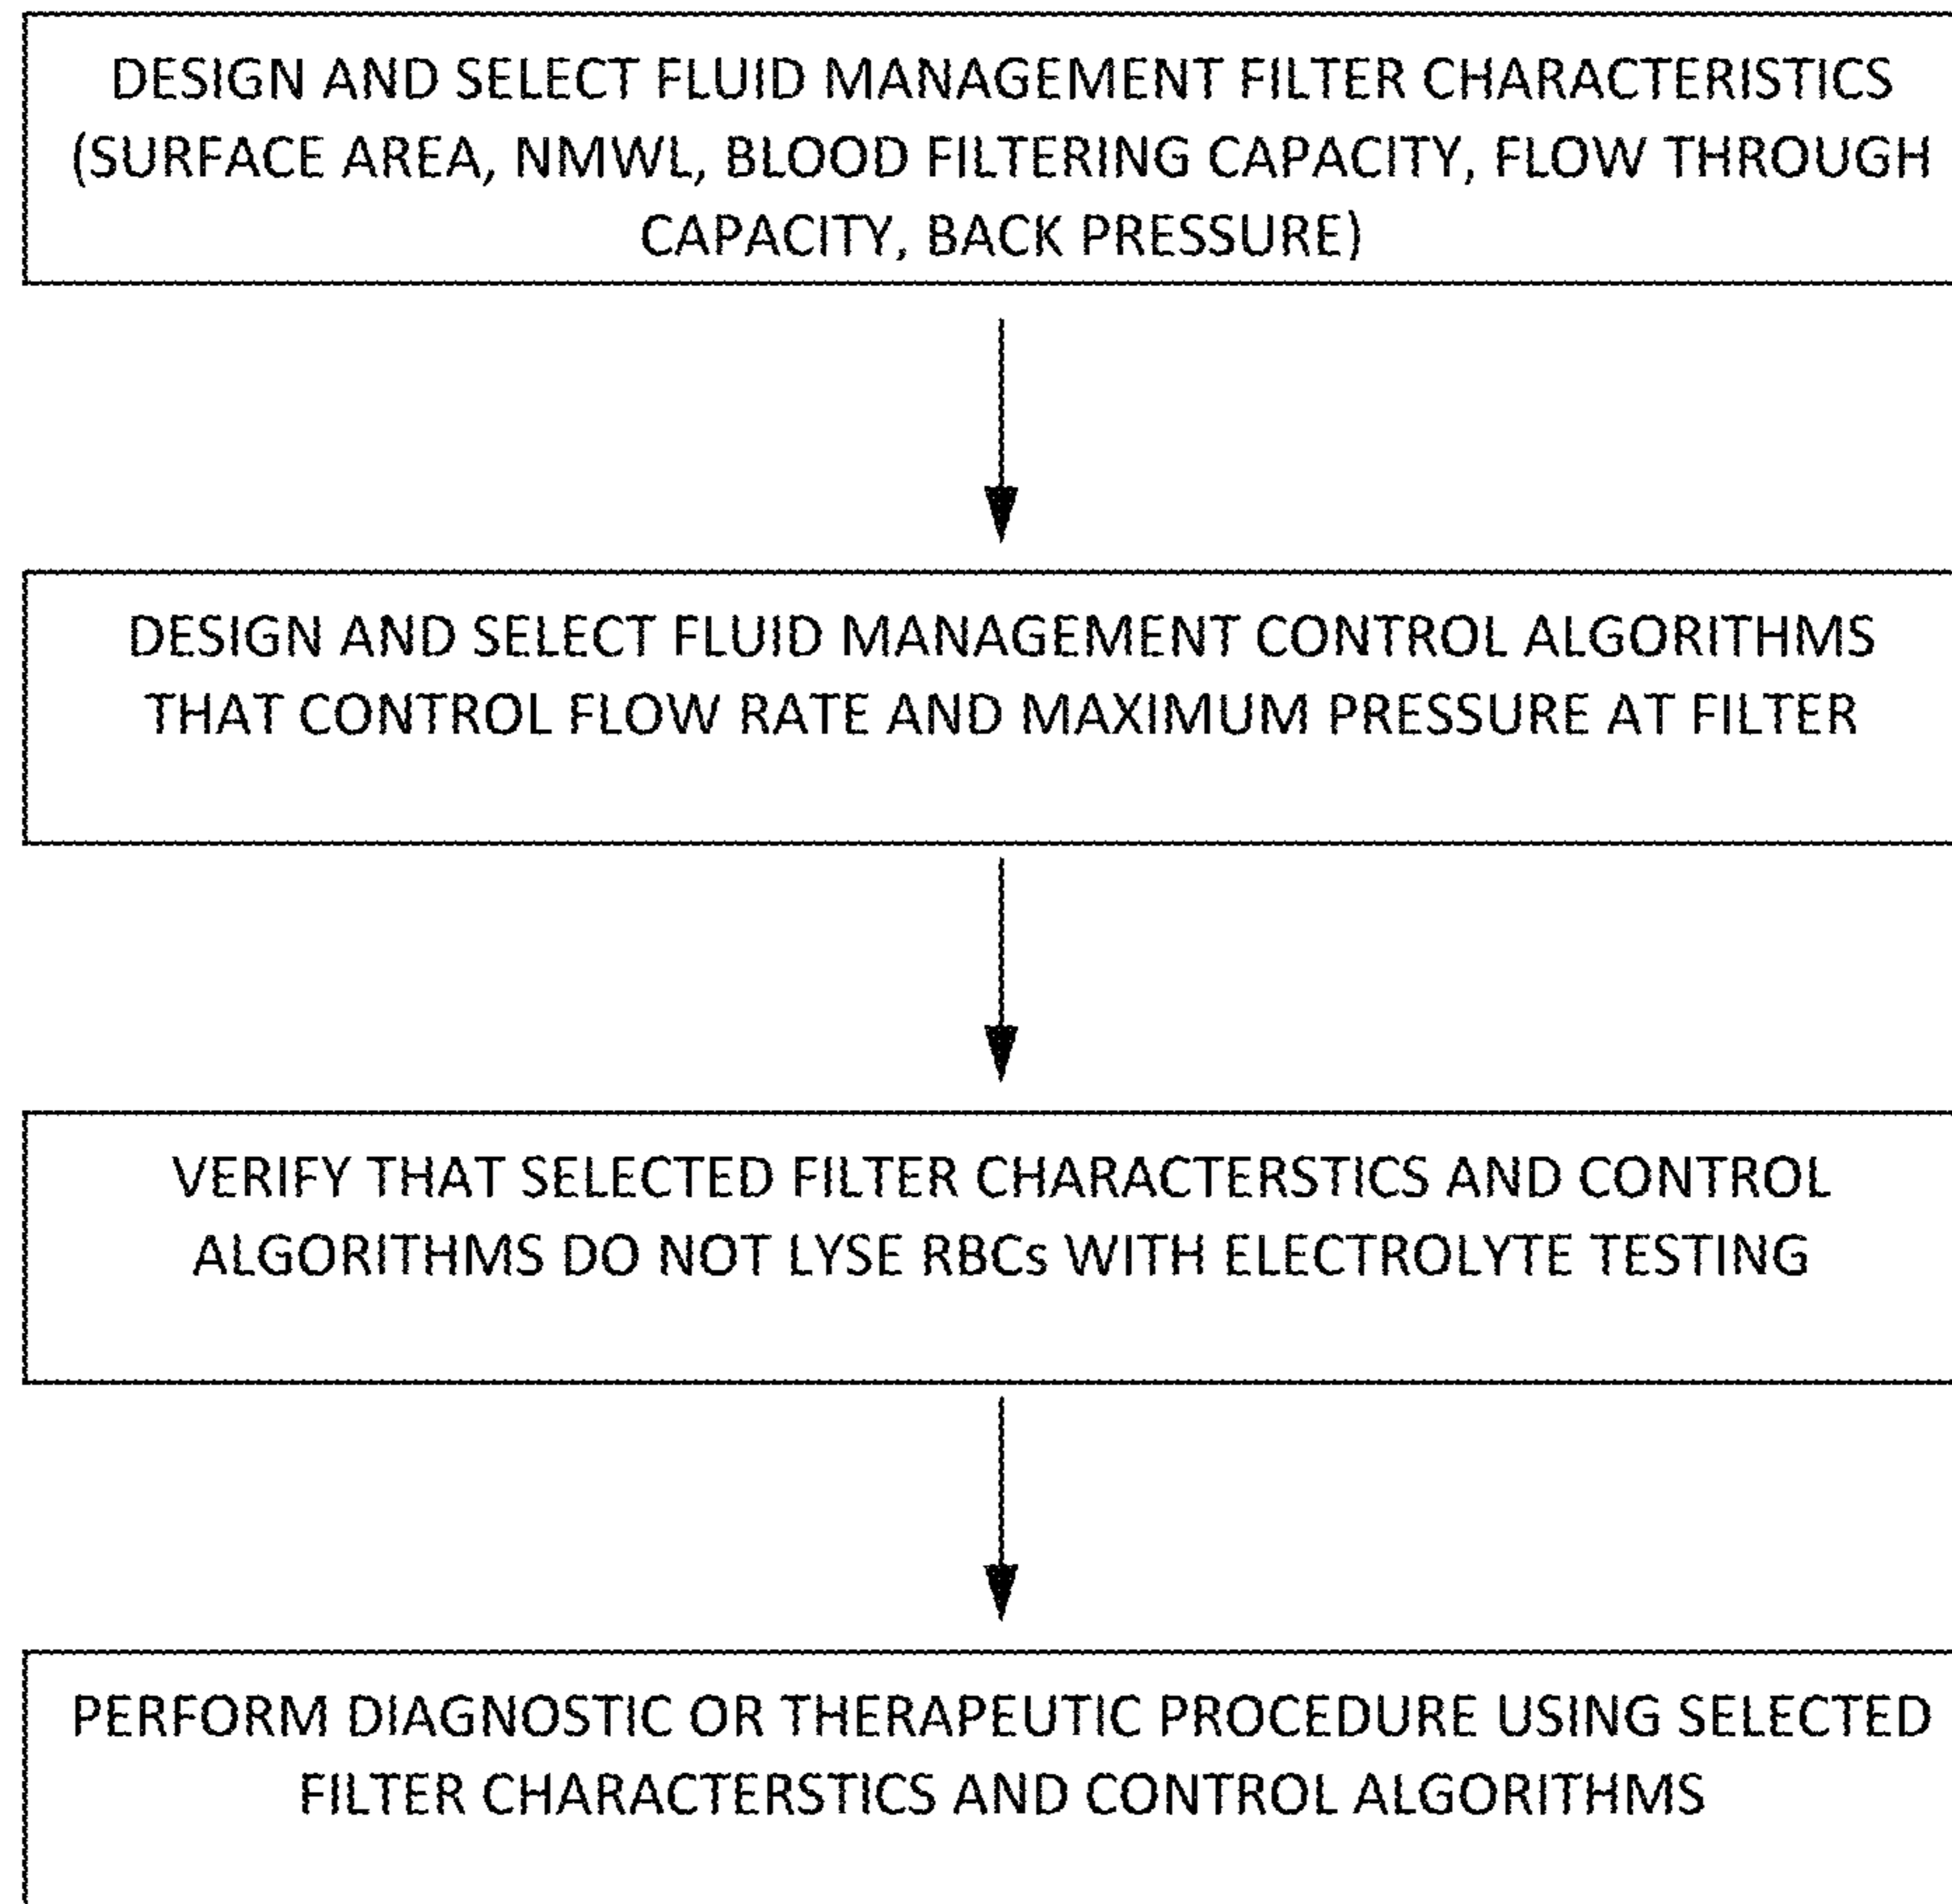 DESIGN AND SELECT FLUID MANAGEMENT FILTER CHARACTERISTICS
(SURFACE AREA, NMWL, BLOOD FILTERING CAPACITY, FLOW THROUGH
CAPACITY, BACK PRESSURE)
DESIGN AND SELECT FLUID MANAGEMENT CONTROL ALGORITHMS
THAT CONTROL FLOW RATE AND MAXIMUM PRESSURE AT FILTER
VERIFY THAT SELECTED FILTER CHARACTERSTICS AND CONTROL
ALGORITHMS DO NOT LYSE RBCs WITH ELECTROLYTE TESTING
PERFORM DIAGNOSTIC OR THERAPEUTIC PROCEDURE USING SELECTED
FILTER CHARACTERSTICS AND CONTROL ALGORITHMS